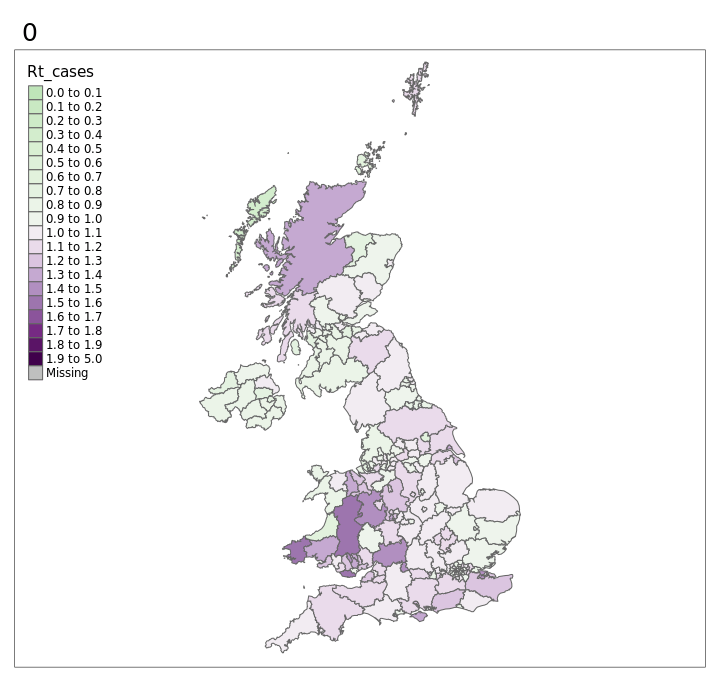 0
Rt_cases
0.0 to 0.1
0.1 to 0.2
0.2 to 0.3
0.3 to 0.4
0.4 to 0.5
0.5 to 0.6
0.6 to 0.7
0.7 to 0.8
0.8 to 0.9
0.9 to 1.0
1.0 to 1.1
1.1 to 1.2
1.2 to 1.3
1.3 to 1.4
1.4 to 1.5
1.5 to 1.6
1.6 to 1.7
1.7 to 1.8
1.8 to 1.9
1.9 to 5.0
Missing